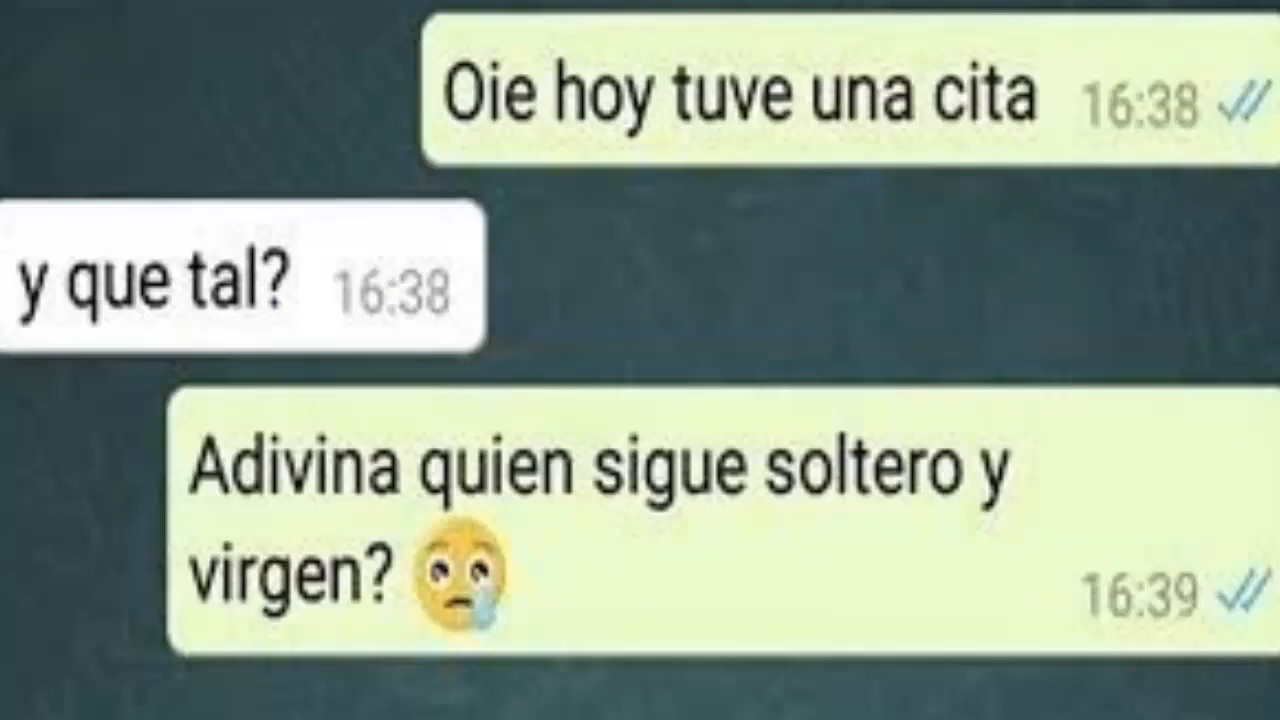 Oie hoy tuve una cita 16:38
y que tal? 16:38
Adivina quien sigue soltero y
virgen? 😢 16:39